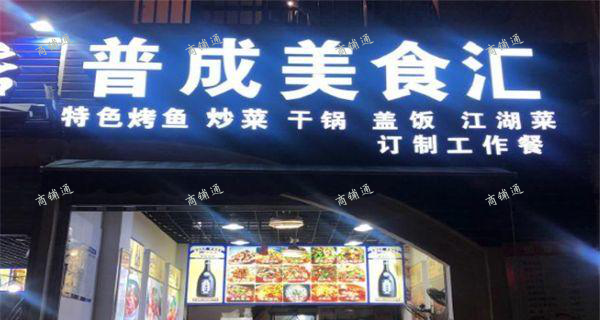 普成美食汇
特色烤鱼 炒菜 干锅 盖饭 江湖菜
订制工作餐
商铺通 商铺通 商铺通
商铺通 商铺通 商铺通